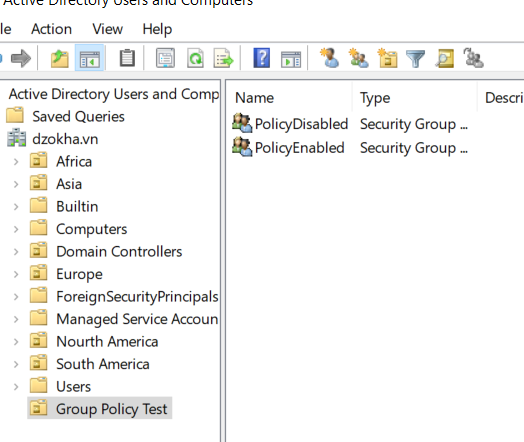 Active Directory Users and Computers
Action View Help
Active Directory Users and Comp
Saved Queries
dzokha.vn
Africa
Asia
Builtin
Computers
Domain Controllers
Europe
ForeignSecurityPrincipals
Managed Service Accoun
Nourth America
South America
Users
Group Policy Test
Name Type Descri
PolicyDisabled Security Group ...
PolicyEnabled Security Group ...